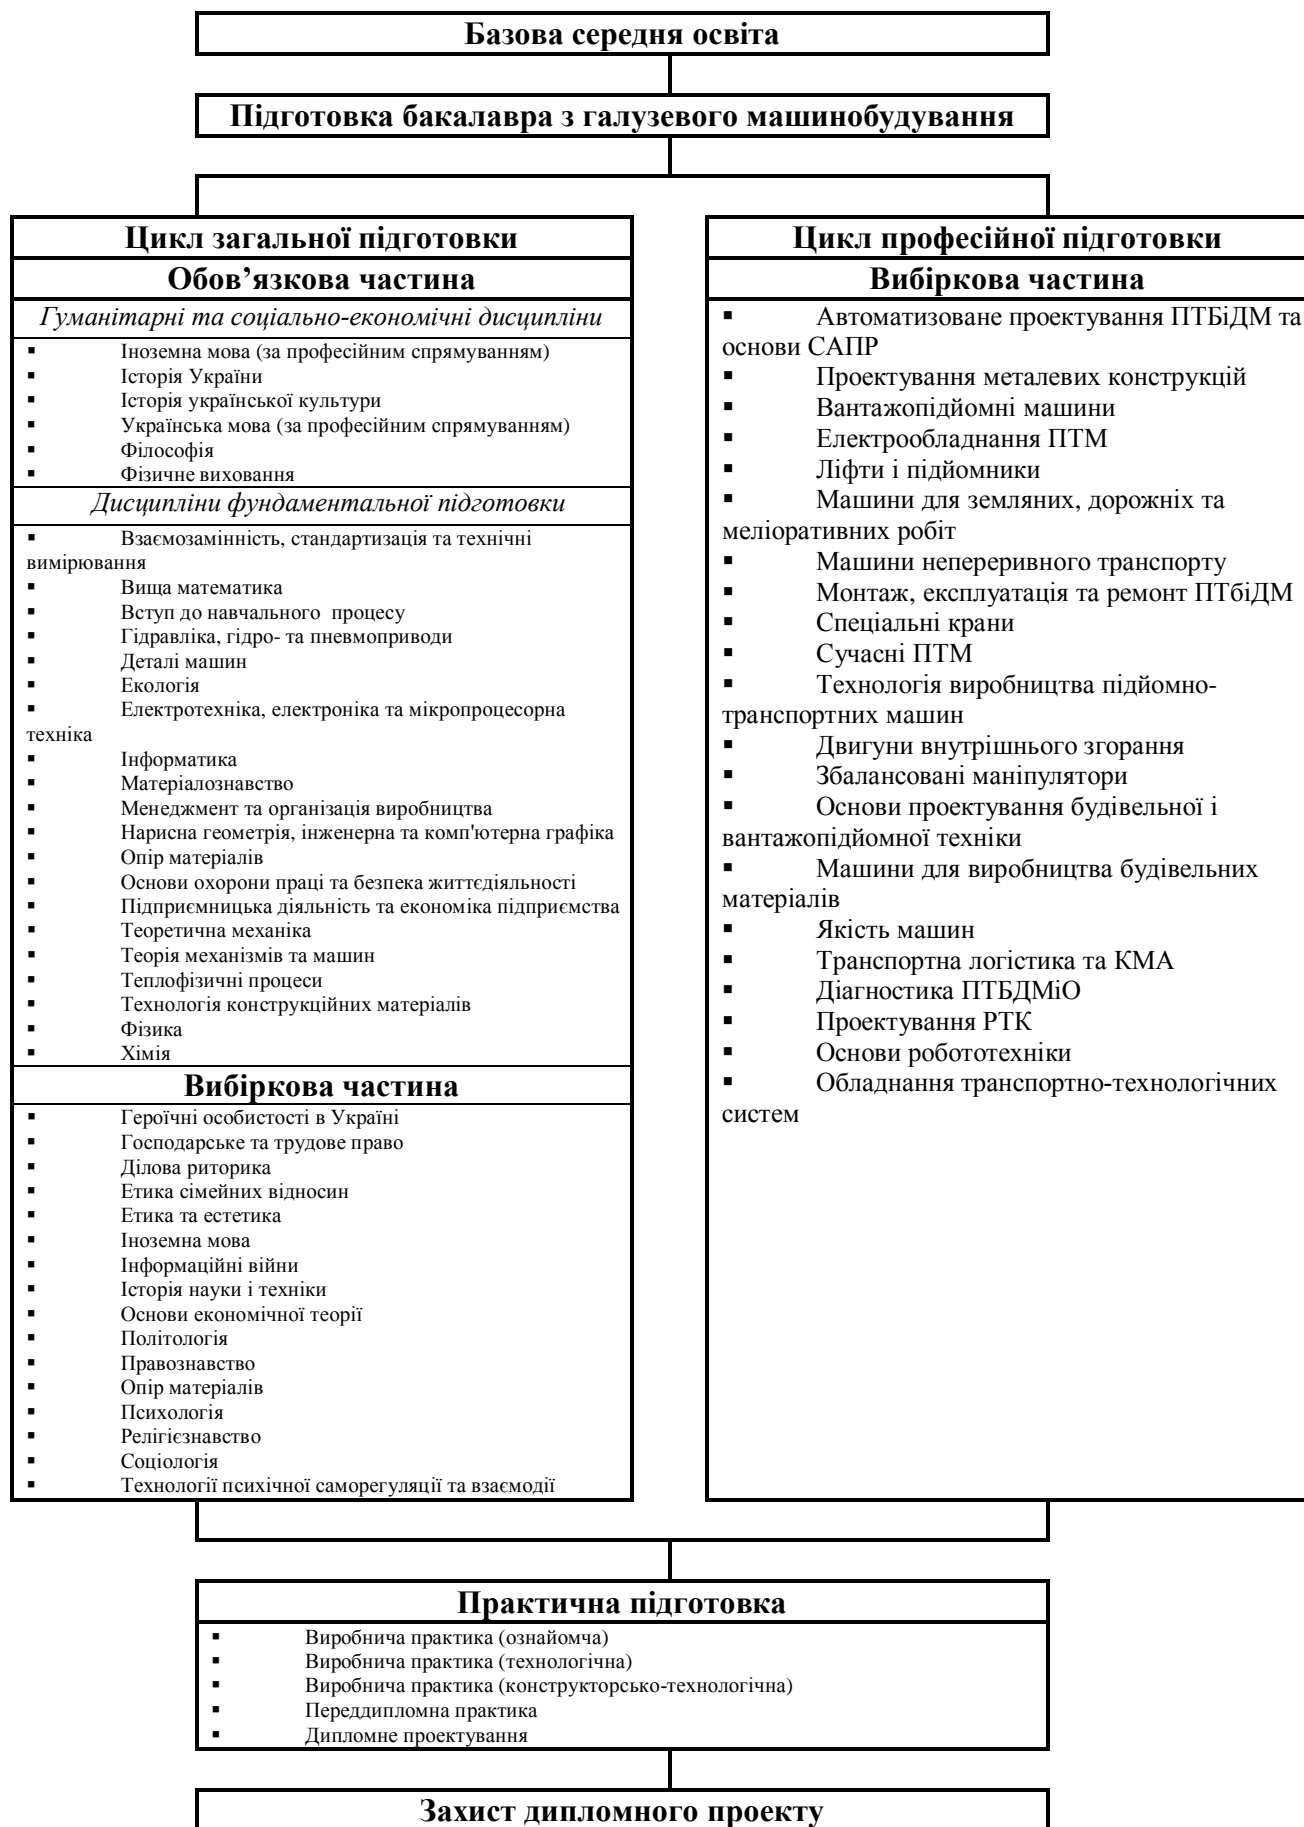 Базова середня освіта
Підготовка бакалавра з галузевого машинобудування
Цикл загальної підготовки
Обов’язкова частина
Гуманітарні та соціально-економічні дисципліни
▪ Іноземна мова (за професійним спрямуванням)
▪ Історія України
▪ Історія української культури
▪ Українська мова (за професійним спрямуванням)
▪ Філософія
▪ Фізичне виховання
Дисципліни фундаментальної підготовки
▪ Взаємозамінність, стандартизація та технічні
вимірювання
▪ Вища математика
▪ Вступ до навчального процесу
▪ Гідравліка, гідро- та пневмоприводи
▪ Деталі машин
▪ Екологія
▪ Електротехніка, електроніка та мікропроцесорна
техніка
▪ Інформатика
▪ Матеріалознавство
▪ Менеджмент та організація виробництва
▪ Нарисна геометрія, інженерна та комп'ютерна графіка
▪ Опір матеріалів
▪ Основи охорони праці та безпека життєдіяльності
▪ Підприємницька діяльність та економіка підприємства
▪ Теоретична механіка
▪ Теорія механізмів та машин
▪ Теплофізичні процеси
▪ Технологія конструкційних матеріалів
▪ Фізика
▪ Хімія
Вибіркова частина
▪ Героїчні особистості в Україні
▪ Господарське та трудове право
▪ Ділова риторика
▪ Етика сімейних відносин
▪ Етика та естетика
▪ Іноземна мова
▪ Інформаційні війни
▪ Історія науки і техніки
▪ Основи економічної теорії
▪ Політологія
▪ Правознавство
▪ Опір матеріалів
▪ Психологія
▪ Релігієзнавство
▪ Соціологія
▪ Технології психічної саморегуляції та взаємодії
Цикл професійної підготовки
Вибіркова частина
▪ Автоматизоване проектування ПТБіДМ та
основи САПР
▪ Проектування металевих конструкцій
▪ Вантажопідйомні машини
▪ Електрообладнання ПТМ
▪ Ліфти і підйомники
▪ Машини для земляних, дорожніх та
меліоративних робіт
▪ Машини непереривного транспорту
▪ Монтаж, експлуатація та ремонт ПТбіДМ
▪ Спеціальні крани
▪ Сучасні ПТМ
▪ Технологія виробництва підйомно-
транспортних машин
▪ Двигуни внутрішнього згорання
▪ Збалансовані маніпулятори
▪ Основи проектування будівельної і
вантажопідйомної техніки
▪ Машини для виробництва будівельних
матеріалів
▪ Якість машин
▪ Транспортна логістика та КМА
▪ Діагностика ПТБДМіО
▪ Проектування РТК
▪ Основи робототехніки
▪ Обладнання транспортно-технологічних
систем
Практична підготовка
▪ Виробнича практика (ознайомча)
▪ Виробнича практика (технологічна)
▪ Виробнича практика (конструкторсько-технологічна)
▪ Переддипломна практика
▪ Дипломне проектування
Захист дипломного проекту